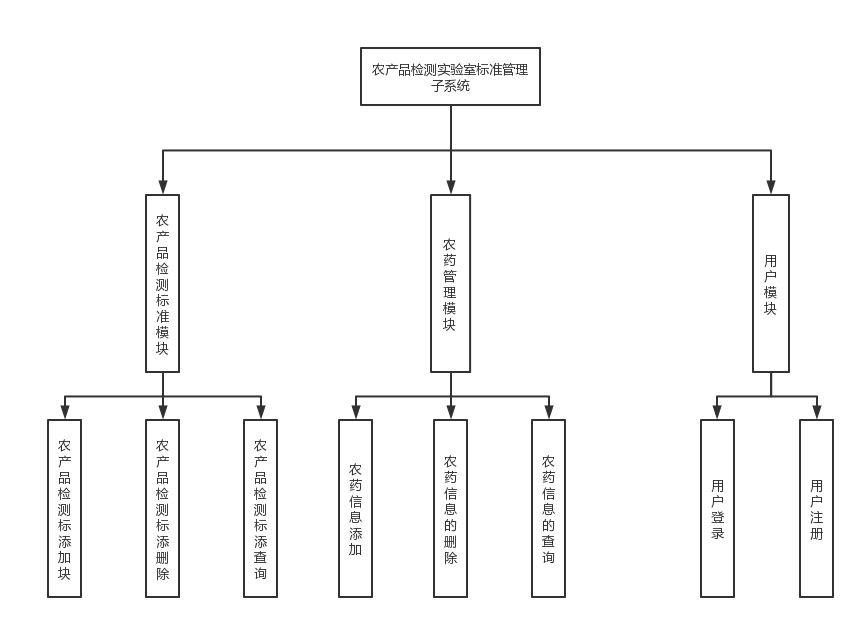 农产品检测实验室标准管理
子系统
农产品检测标准模块
农药管理模块
用户模块
农产品检测标添加块
农产品检测标添删除
农产品检测标添查询
农药信息添加
农药信息的删除
农药信息的查询
用户登录
用户注册